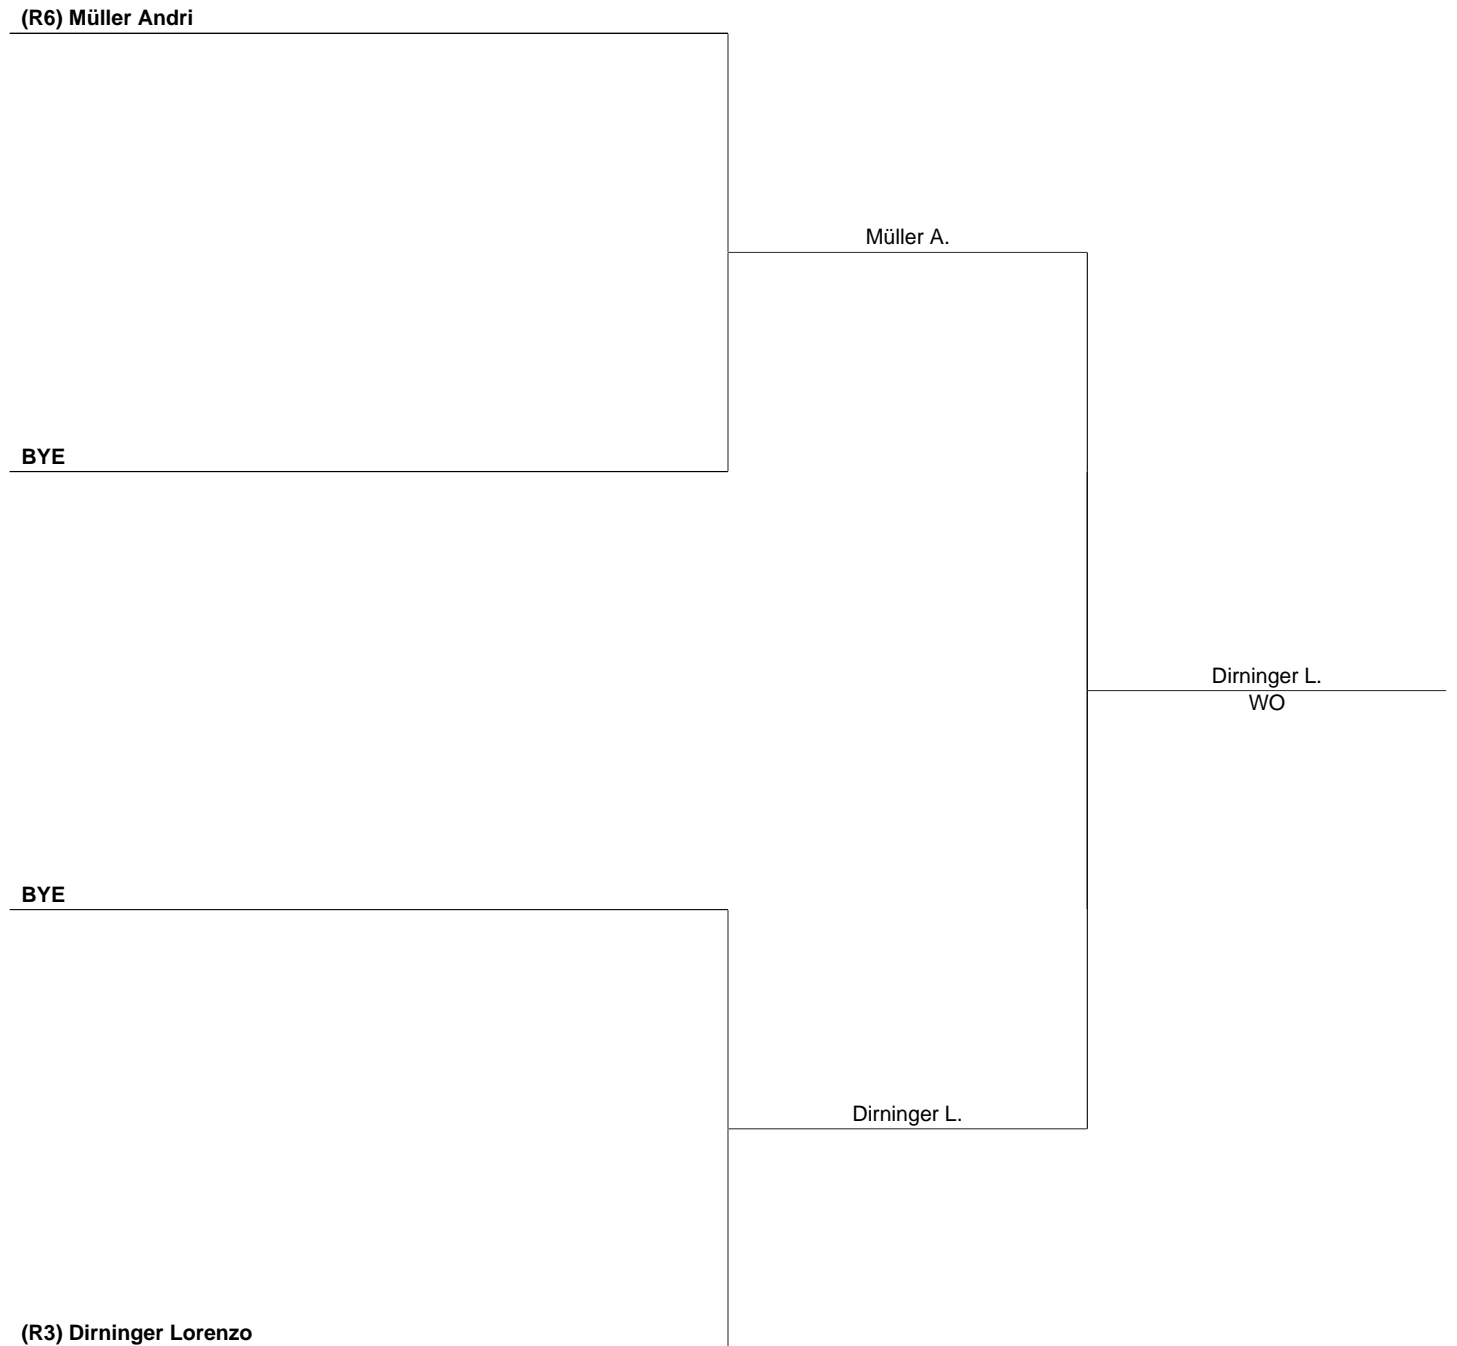 (R6) Müller Andri
Müller A.
BYE
Dirninger L.
WO
BYE
Dirninger L.
(R3) Dirninger Lorenzo